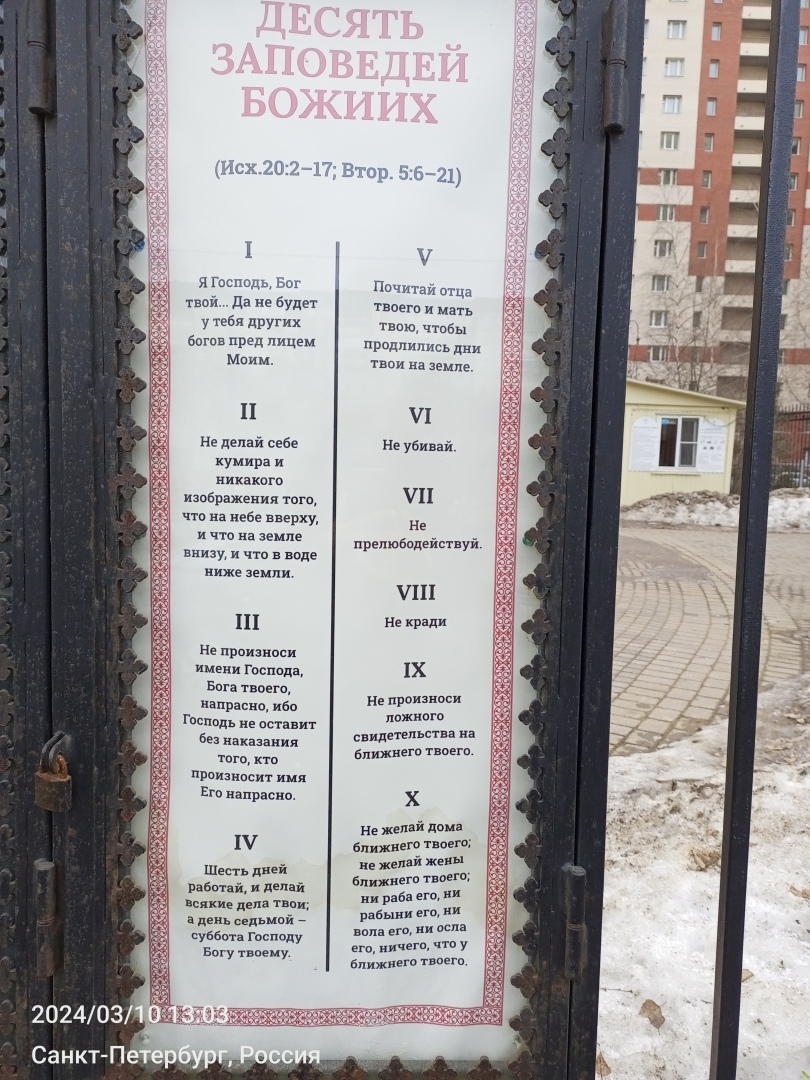 ДЕСЯТЬ
ЗАПОВЕДЕЙ
БОЖИИХ
(Исх.20:2–17; Втор. 5:6–21)
I
Я Господь, Бог
твой... Да не будет
у тебя других
богов пред лицем
Моим.
II
Не делай себе
кумира и
никакого
изображения того,
что на небе вверху,
и что на земле
внизу, и что в воде
ниже земли.
III
Не произноси
имени Господа,
Бога твоего,
напрасно, ибо
Господь не оставит
без наказания
того, кто
произносит имя
Его напрасно.
IV
Шесть дней
работай, и делай
всякие дела твои;
а день седьмой –
суббота Господу
Богу твоему.
V
Почитай отца
твоего и мать
твою, чтобы
продлились дни
твои на земле.
VI
Не убивай.
VII
Не
прелюбодействуй.
VIII
Не кради
IX
Не произноси
ложного
свидетельства на
ближнего твоего.
X
Не желай дома
ближнего твоего;
не желай жены
ближнего твоего;
ни раба его, ни
рабыни его, ни
вола его, ни осла
его, ничего, что у
ближнего твоего.
2024/03/10 13:03
Санкт-Петербург, Россия